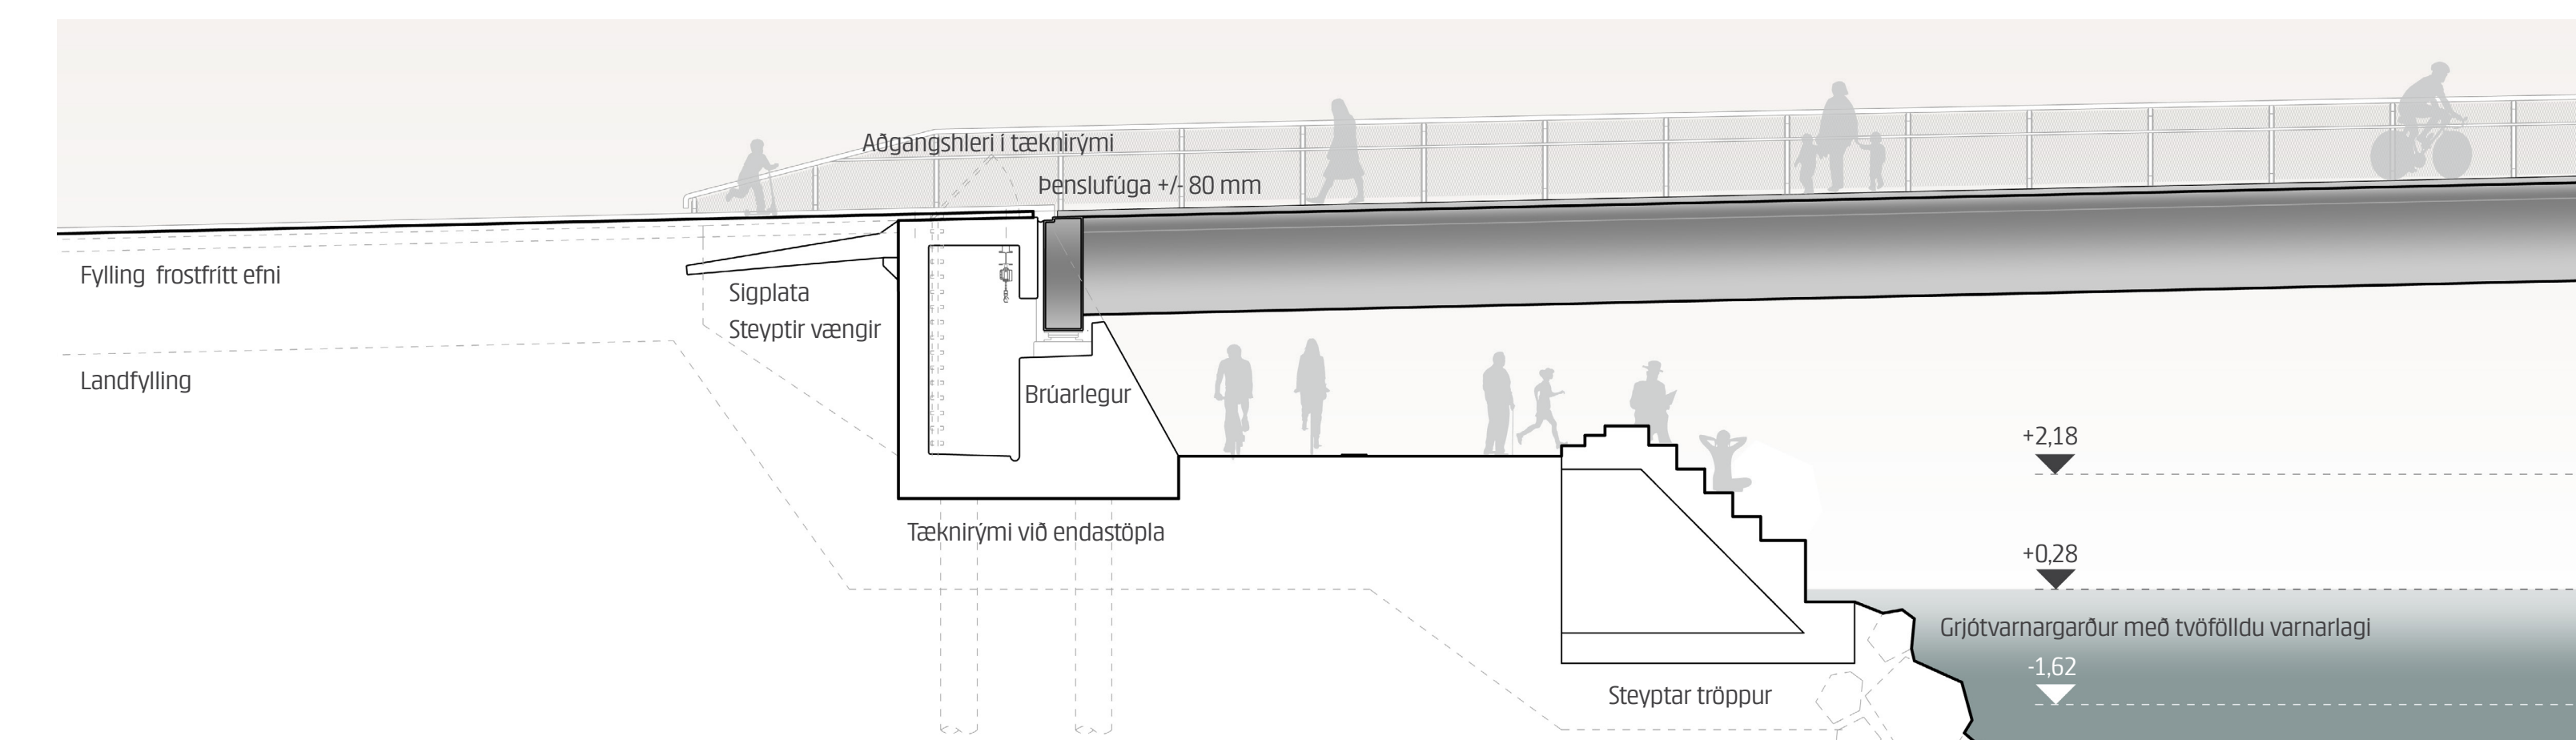 Aðgangshleri í tæknirými
Þenslufúga +/- 80 mm
Fylling frostfrítt efni
Sigplata
Steyptir vængir
Landfylling
Brúarlegur
+2,18
Tæknirými við endastöpla
+0,28
Grjótvarnargarður með tvöfölldu varnarlagi
-1,62
Steyptar tröppur